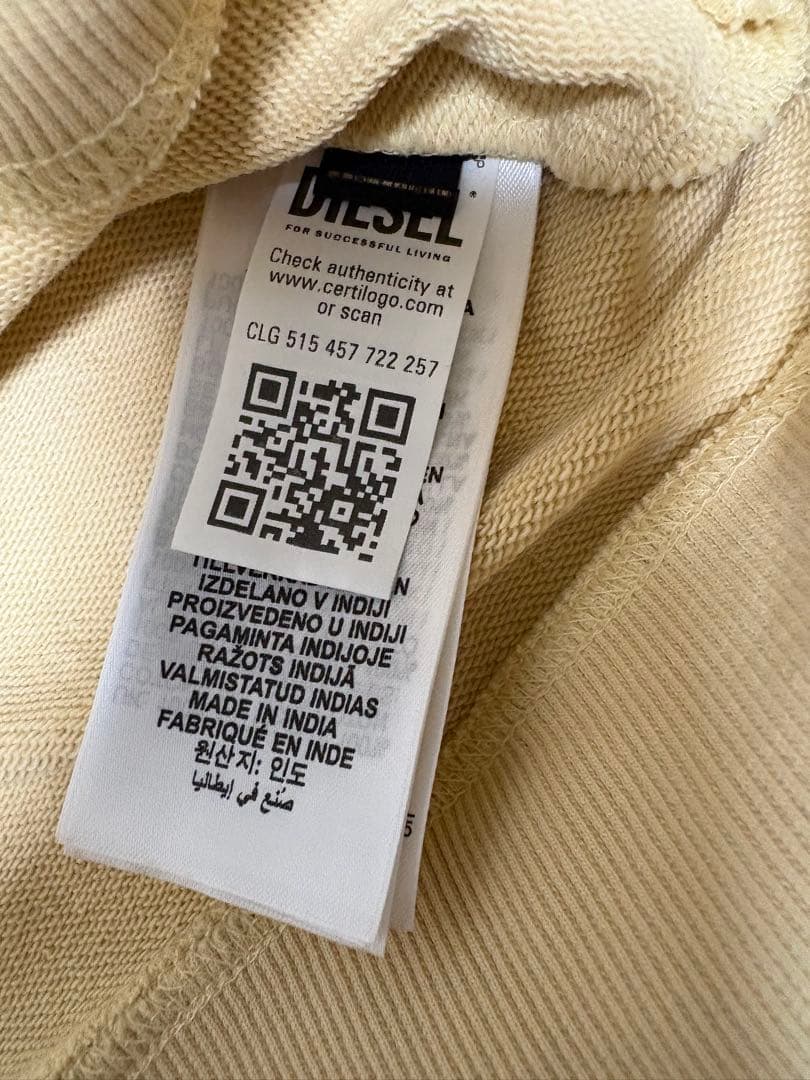 DIESEL
FOR SUCCESSFUL LIVING
Check authenticity at
www.certilogo.com
or scan
CLG 515 457 722 257
IZDELANO V INDIJI
PROIZVEDENO U INDIJI
PAGAMINTA INDIJOJE
RAŽOTS INDIJĀ
VALMISTATUD INDIAS
MADE IN INDIA
FABRIQUÉ EN INDE
원산지: 인도
صنع في إيطاليا
5